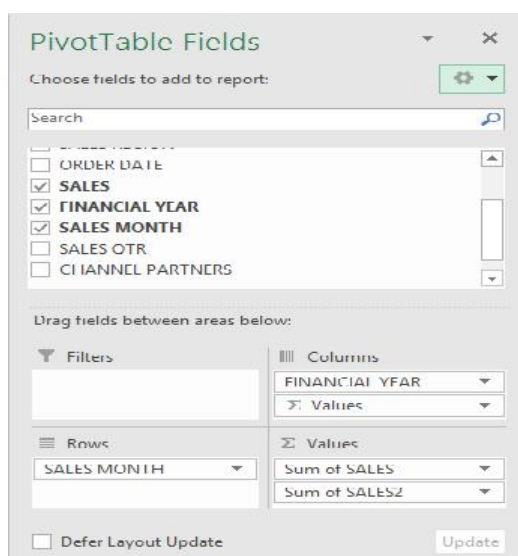 PivotTable Fields
Choose fields to add to report:
Search
ORDER DATE
SALES
FINANCIAL YEAR
SALES MONTH
SALES QTR
CHANNEL PARTNERS
Drag fields between areas below:
Filters
Columns
FINANCIAL YEAR
Σ Values
Rows
Σ Values
SALES MONTH
Sum of SALES
Sum of SALES2
Defer Layout Update
Update